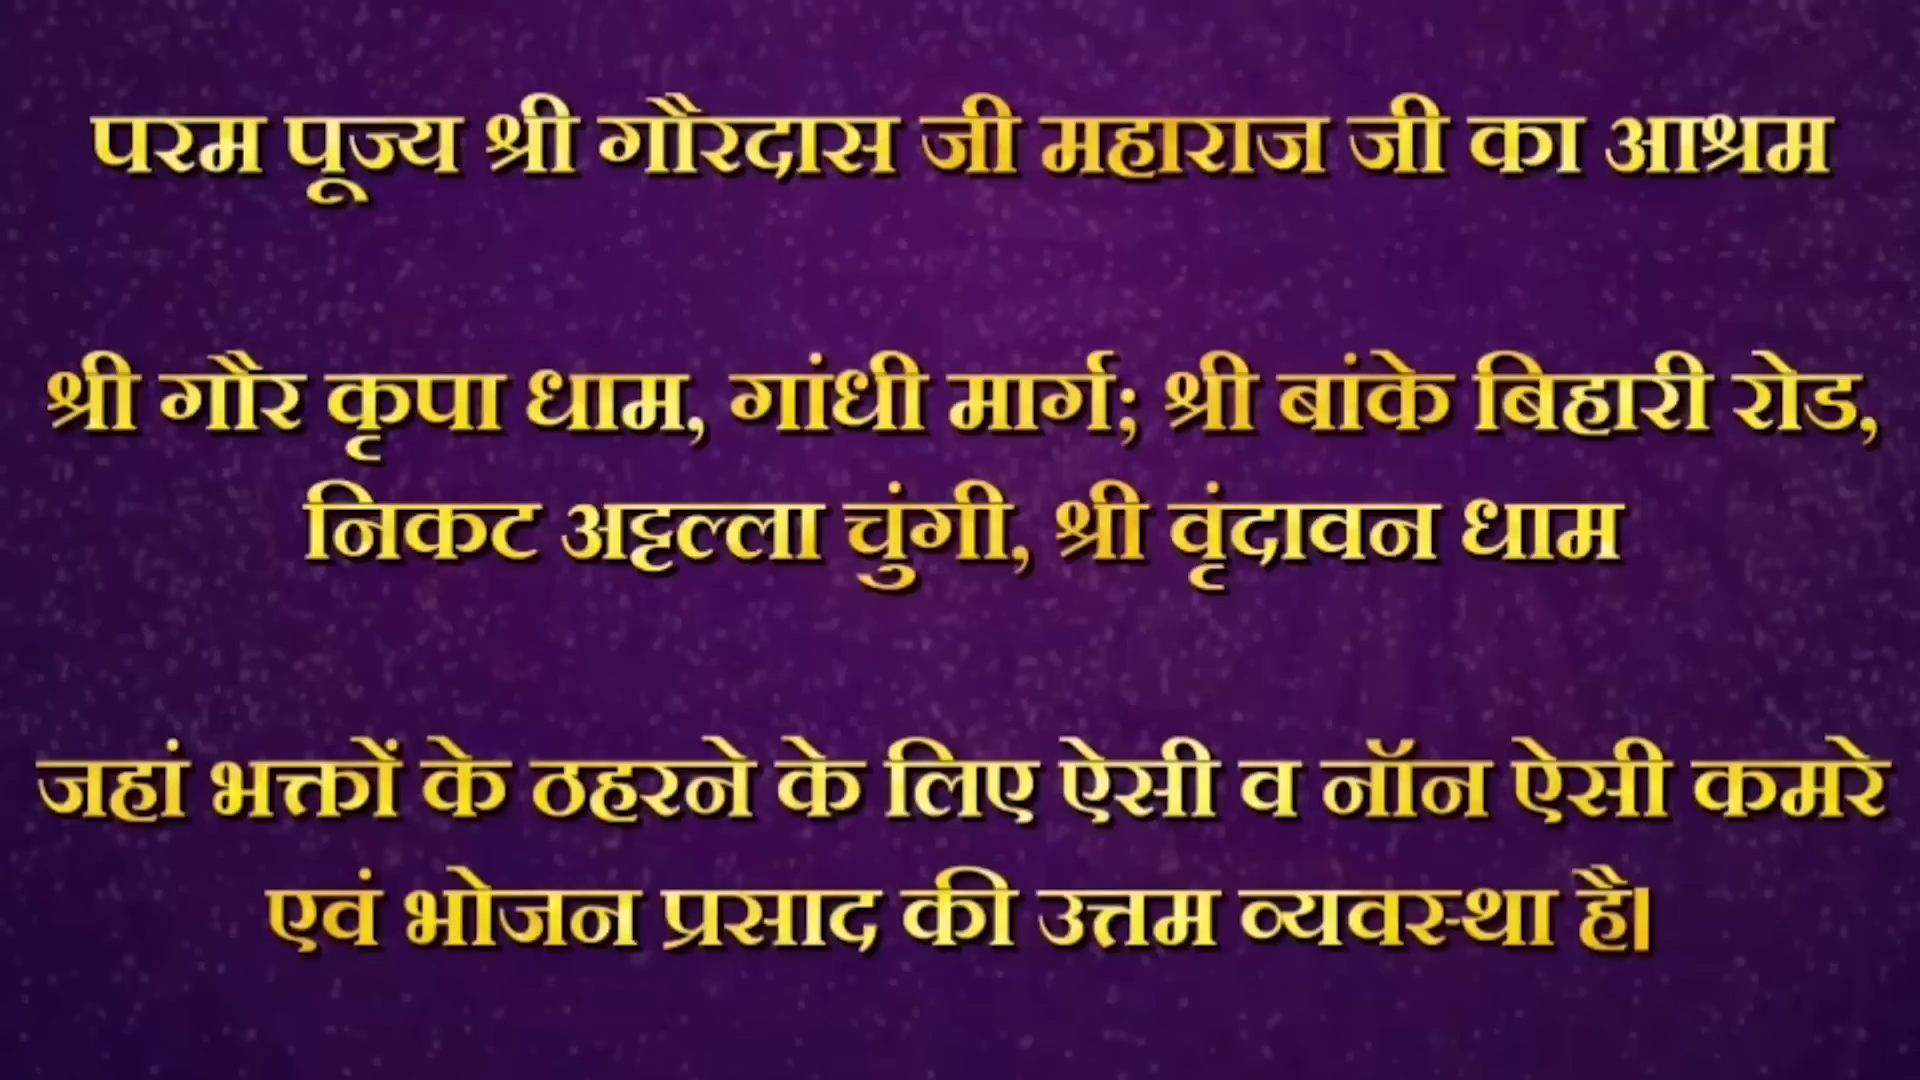 परम पूज्य श्री गौरदास जी महाराज जी का आश्रम
श्री गौर कृपा धाम, गांधी मार्ग; श्री बांके बिहारी रोड,
निकट अट्टल्ला चुंगी, श्री वृंदावन धाम
जहां भक्तों के ठहरने के लिए ऐसी व नॉन ऐसी कमरे
एवं भोजन प्रसाद की उत्तम व्यवस्था है।